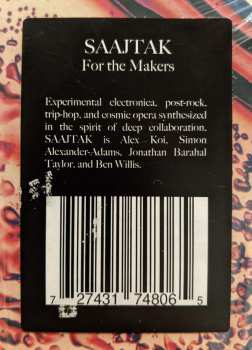 SAAJTAK
For the Makers
Experimental electronica, post-rock,
trip-hop, and cosmic opera synthesized
in the spirit of deep collaboration.
SAAJTAK is Alex Koi, Simon
Alexander-Adams, Jonathan Barahal
Taylor, and Ben Willis.
7 27431 74806 5